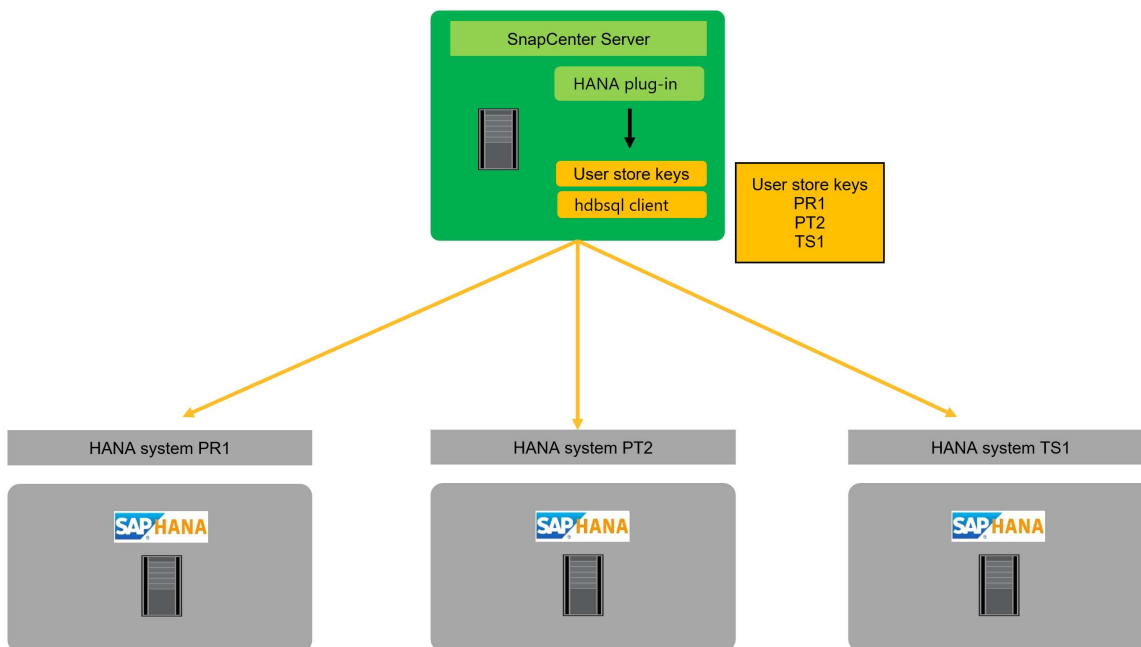 SnapCenter Server
HANA plug-in
User store keys
hdbsql client
User store keys
PR1
PT2
TS1
HANA system PR1
HANA system PT2
HANA system TS1
SAP® HANA
SAP® HANA
SAP® HANA